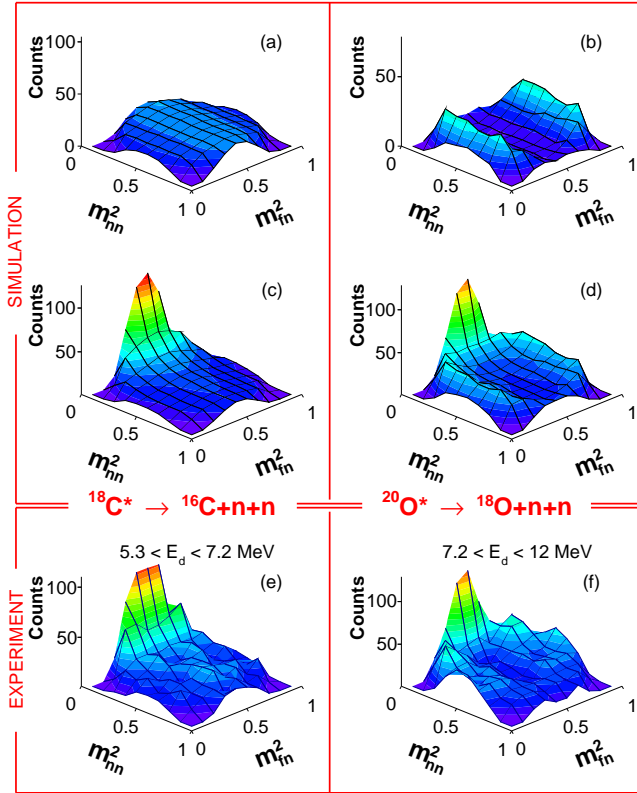 (a)
Counts
100
50
0
0
0.5
1
0
0.5
1
m²nn
m²fn
(b)
Counts
50
0
0
0.5
1
0
0.5
1
m²nn
m²fn
SIMULATION
(c)
Counts
100
50
0
0.5
1
0
0.5
1
m²nn
m²fn
(d)
Counts
100
50
0
0.5
1
0
0.5
1
m²nn
m²fn
¹⁸C* → ¹⁶C+n+n
²⁰O* → ¹⁸O+n+n
EXPERIMENT
5.3 < E_d < 7.2 MeV
(e)
Counts
100
50
0
0.5
1
0
0.5
1
m²nn
m²fn
7.2 < E_d < 12 MeV
(f)
Counts
100
50
0
0.5
1
0
0.5
1
m²nn
m²fn